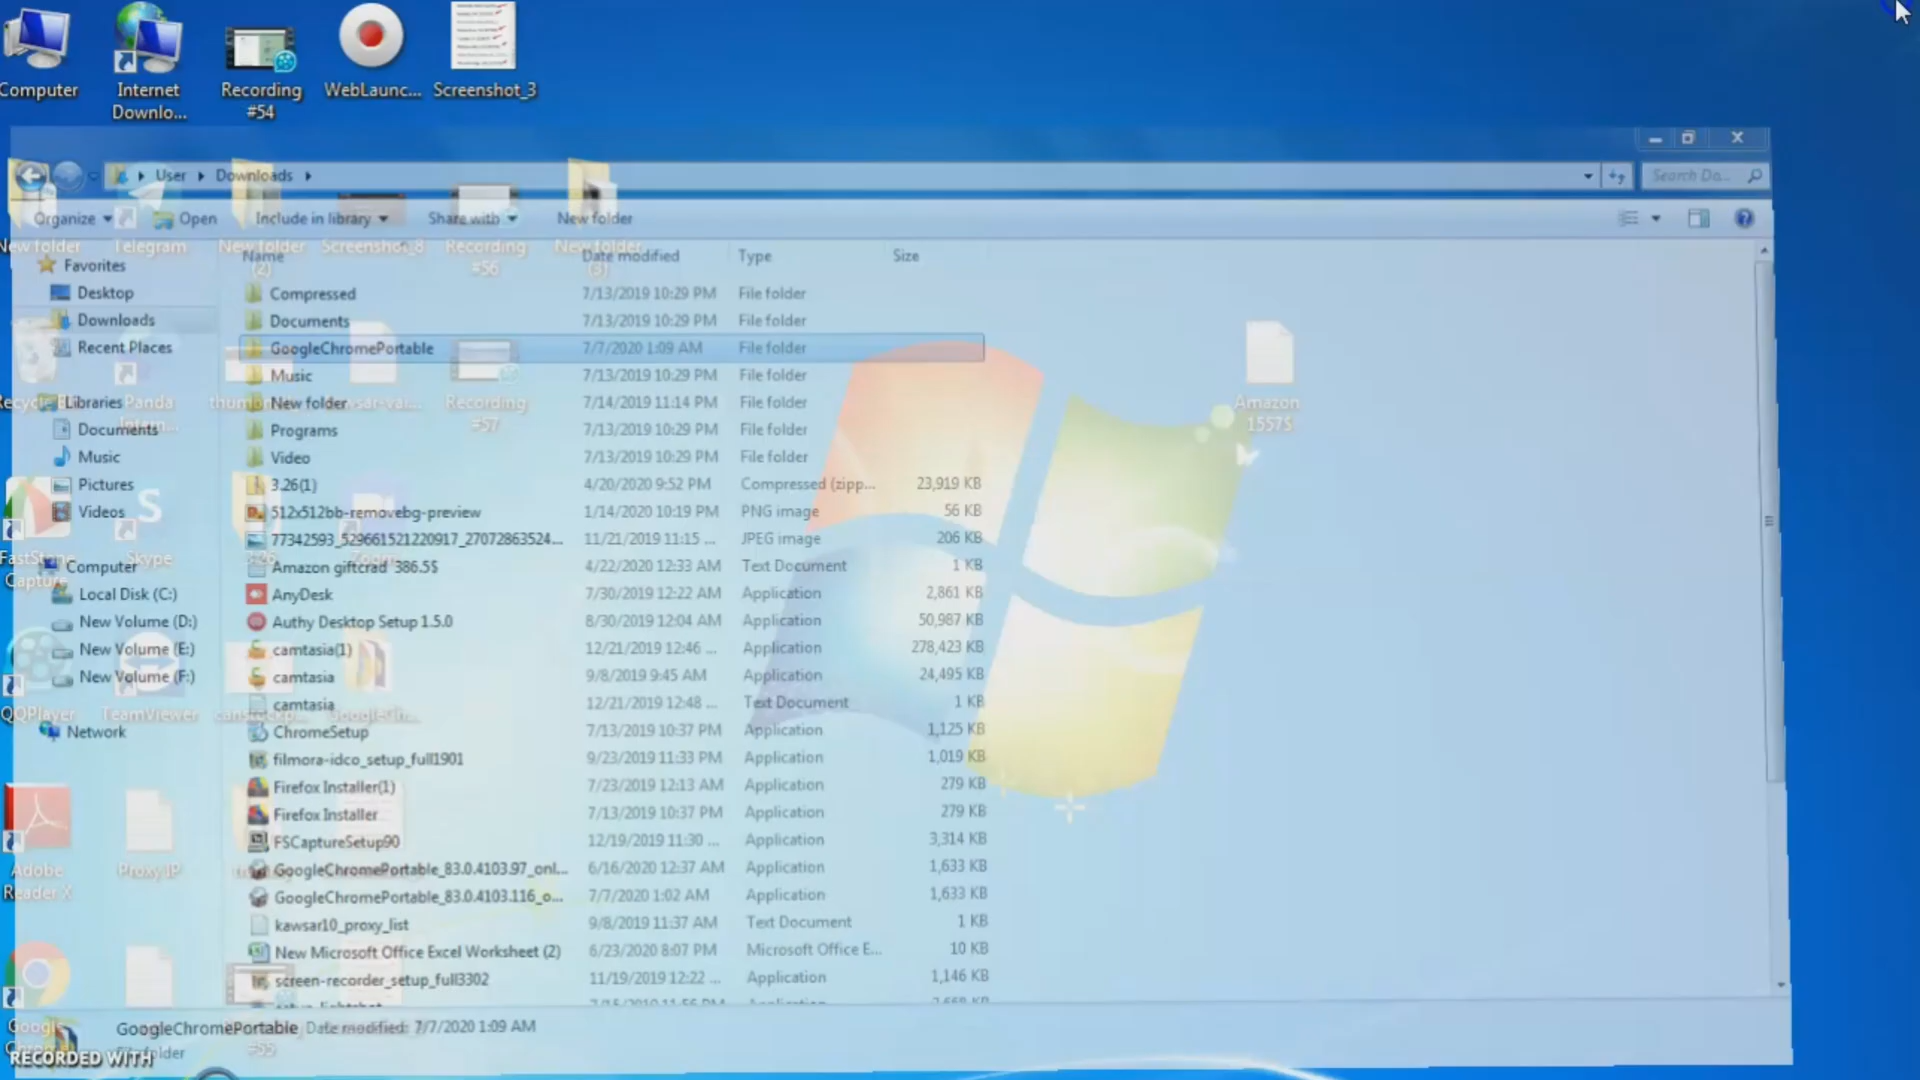 Computer
Internet Downlo...
Recording #54
WebLaunc...
Screenshot_3
User
Downloads
Search Do...
Organize
Open
Include in library
Share with
New folder
New folder
Telegram
New folder (2)
Screenshot_8
Recording #56
New folder (3)
Name
Date modified
Type
Size
Favorites
Desktop
Downloads
Recent Places
Libraries
Documents
Music
Pictures
Videos
Computer
Local Disk (C:)
New Volume (D:)
New Volume (E:)
New Volume (F:)
Network
Compressed 7/13/2019 10:29 PM File folder
Documents 7/13/2019 10:29 PM File folder
GoogleChromePortable 7/7/2020 1:09 AM File folder
Music 7/13/2019 10:29 PM File folder
New folder 7/14/2019 11:14 PM File folder
Programs 7/13/2019 10:29 PM File folder
Video 7/13/2019 10:29 PM File folder
3.26(1) 4/20/2020 9:52 PM Compressed (zipp... 23,919 KB
512x512bb-removebg-preview 1/14/2020 10:19 PM PNG image 56 KB
77342593_529661521220917_27072863524... 11/21/2019 11:15 ... JPEG image 206 KB
Amazon giftcrad 386.5$ 4/22/2020 12:33 AM Text Document 1 KB
AnyDesk 7/30/2019 12:22 AM Application 2,861 KB
Authy Desktop Setup 1.5.0 8/30/2019 12:04 AM Application 50,987 KB
camtasia(1) 12/21/2019 12:46 ... Application 278,423 KB
camtasia 9/8/2019 9:45 AM Application 24,495 KB
camtasia 12/21/2019 12:48 ... Text Document 1 KB
ChromeSetup 7/13/2019 10:37 PM Application 1,125 KB
filmora-idco_setup_full1901 9/23/2019 11:33 PM Application 1,019 KB
Firefox Installer(1) 7/23/2019 12:13 AM Application 279 KB
Firefox Installer 7/13/2019 10:37 PM Application 279 KB
FSCaptureSetup90 12/19/2019 11:30 ... Application 3,314 KB
GoogleChromePortable_83.0.4103.97_onl... 6/16/2020 12:37 AM Application 1,633 KB
GoogleChromePortable_83.0.4103.116_o... 7/7/2020 1:02 AM Application 1,633 KB
kawsar10_proxy_list 9/8/2019 11:37 AM Text Document 1 KB
New Microsoft Office Excel Worksheet (2) 6/23/2020 8:07 PM Microsoft Office E... 10 KB
screen-recorder_setup_full3302 11/19/2019 12:22 ... Application 1,146 KB
Panda
Recording #57
Amazon 1557$
FastStone Capture
Skype
3.26
Zoom
QQPlayer
TeamViewer
Adobe Reader X
Proxy IP
Google
#55
GoogleChromePortable Date modified: 7/7/2020 1:09 AM
File folder
RECORDED WITH